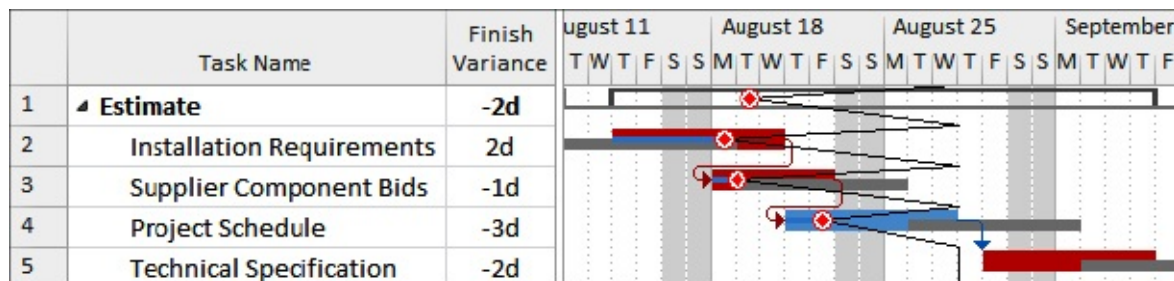 Task Name Finish Variance
ugust 11 August 18 August 25 September
T W T F S S M T W T F S S M T W T F S S M T W T F
1 Estimate -2d
2 Installation Requirements 2d
3 Supplier Component Bids -1d
4 Project Schedule -3d
5 Technical Specification -2d